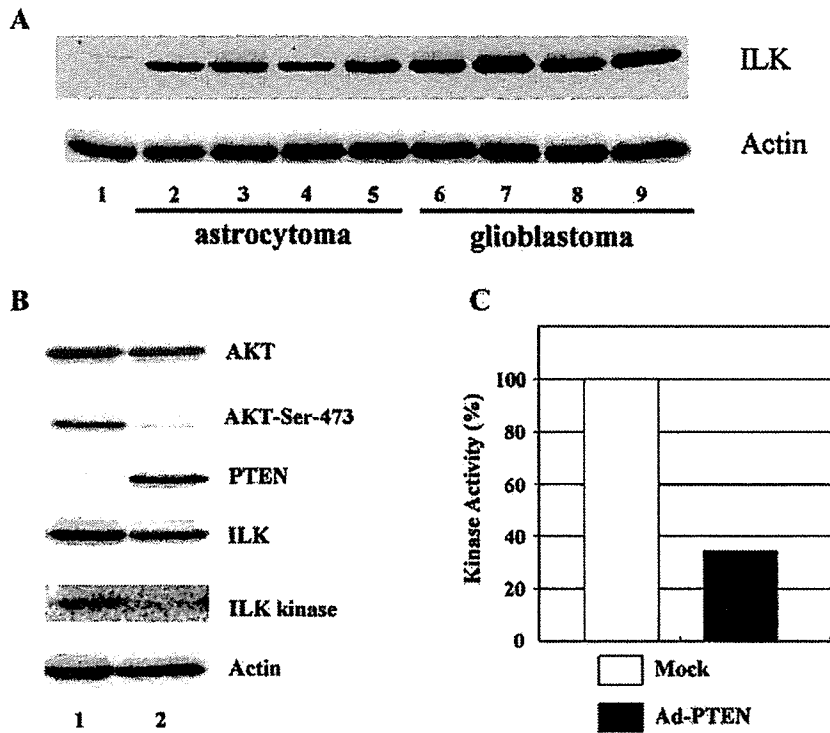 A
ILK
Actin
1 2 3 4 5 6 7 8 9
astrocytoma glioblastoma
B
AKT
AKT-Ser-473
PTEN
ILK
ILK kinase
Actin
1 2
C
Kinase Activity (%)
100
80
60
40
20
0
Mock
Ad-PTEN